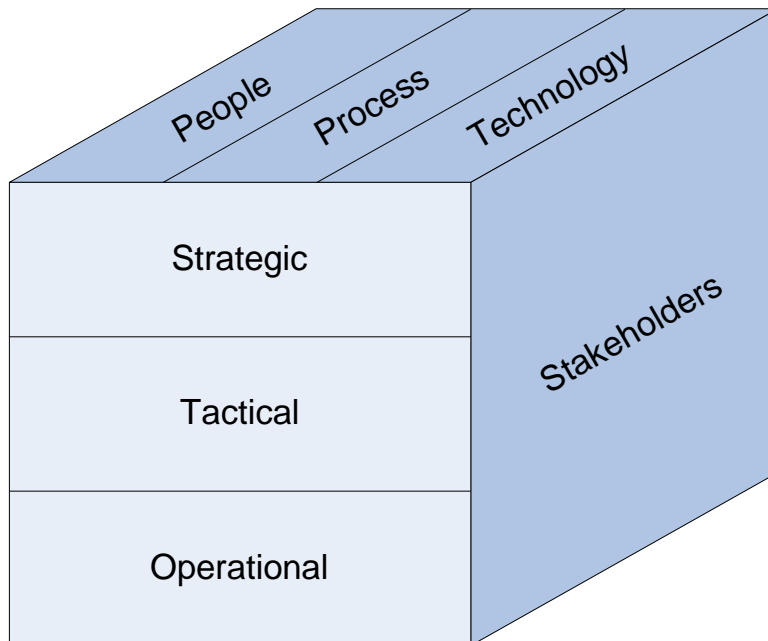 People
Process
Technology
Strategic
Stakeholders
Tactical
Operational